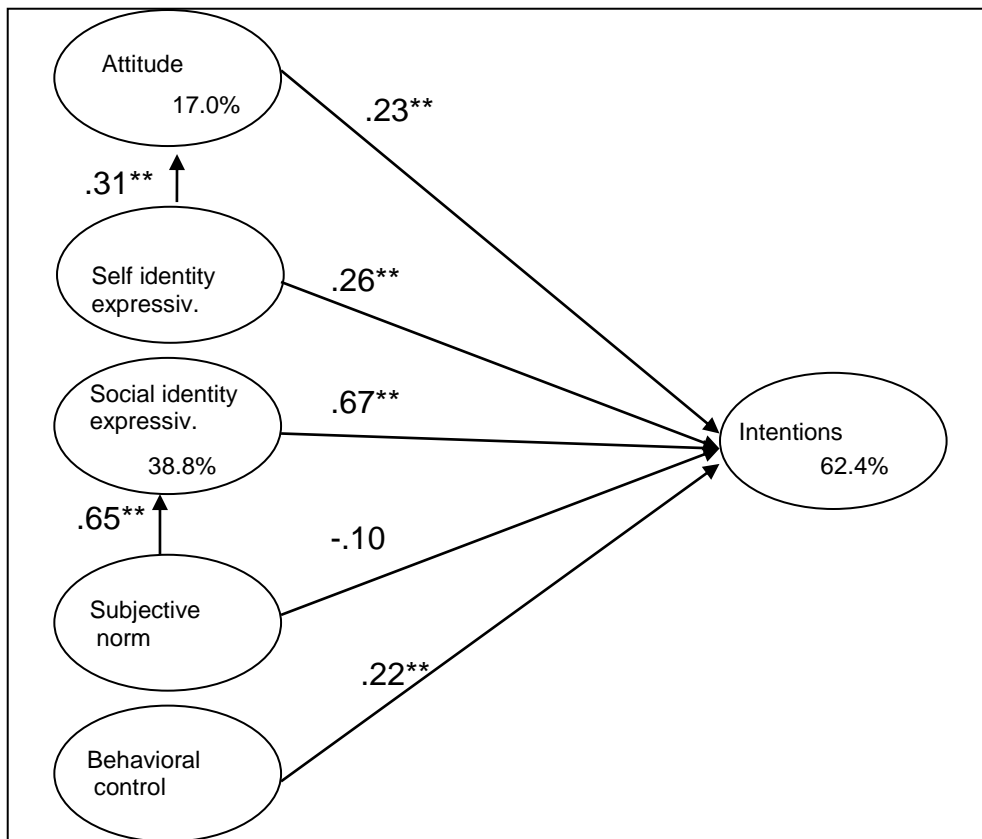 Attitude
17.0%
.23**
.31**
Self identity
expressiv.
.26**
Social identity
expressiv.
38.8%
.67**
Intentions
62.4%
.65**
-.10
Subjective
norm
.22**
Behavioral
control